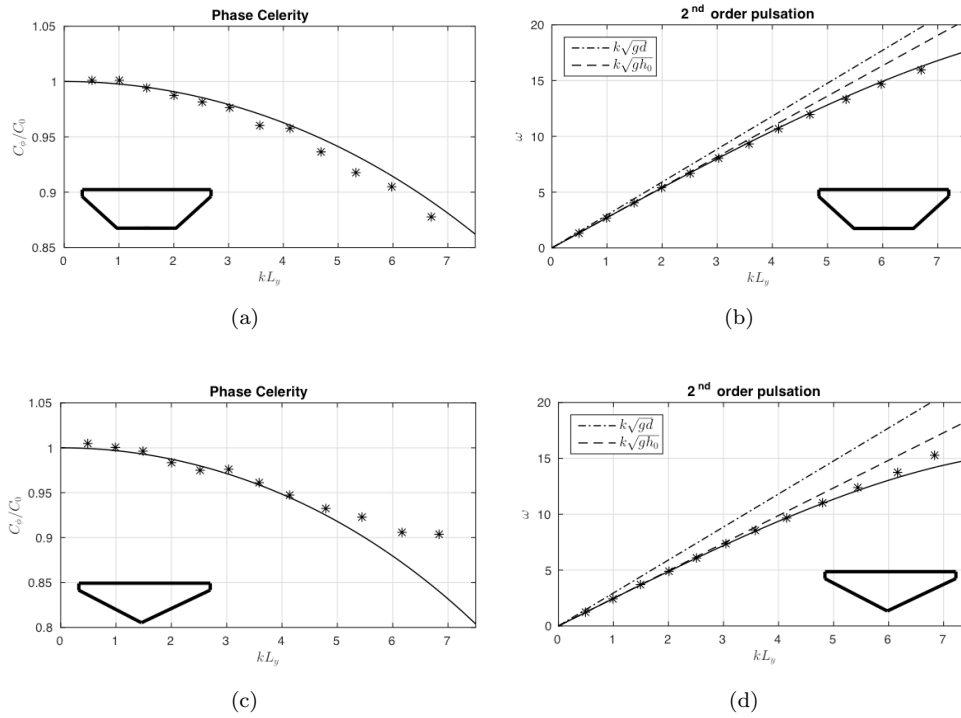 Phase Celerity
1.05
1
0.95
0.9
0.85
C_ϕ/C_0
0 1 2 3 4 5 6 7
kL_y
(a)
2nd order pulsation
20
15
10
5
0
ω
k√gd
k√gh_0
0 1 2 3 4 5 6 7
kL_y
(b)
Phase Celerity
1.05
1
0.95
0.9
0.85
0.8
C_ϕ/C_0
0 1 2 3 4 5 6 7
kL_y
(c)
2nd order pulsation
20
15
10
5
0
ω
k√gd
k√gh_0
0 1 2 3 4 5 6 7
kL_y
(d)